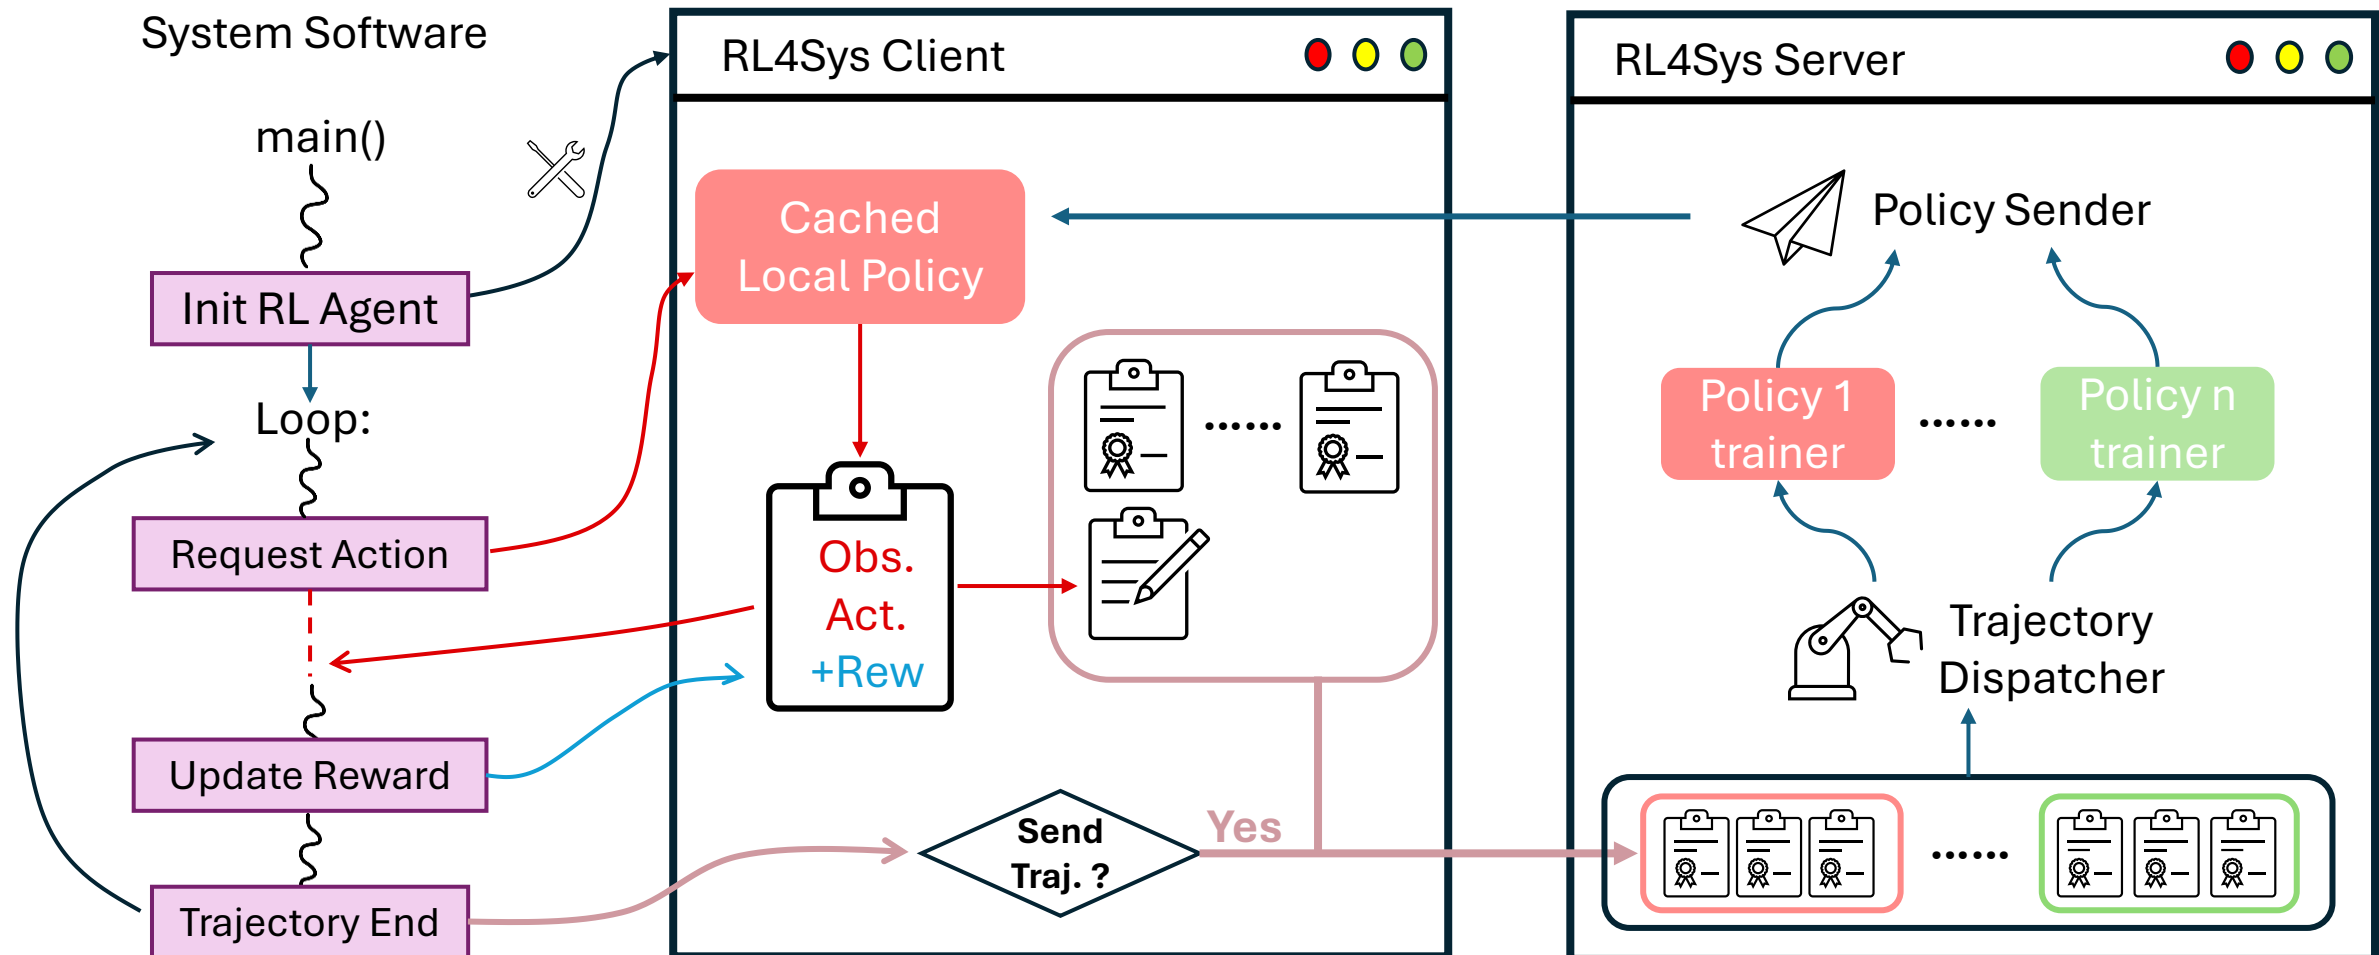 System Software
main()
Init RL Agent
Loop:
Request Action
Update Reward
Trajectory End
RL4Sys Client
Cached
Local Policy
Obs.
Act.
+Rew
Send
Traj. ?
Yes
RL4Sys Server
Policy Sender
Policy 1
trainer
......
Policy n
trainer
Trajectory
Dispatcher